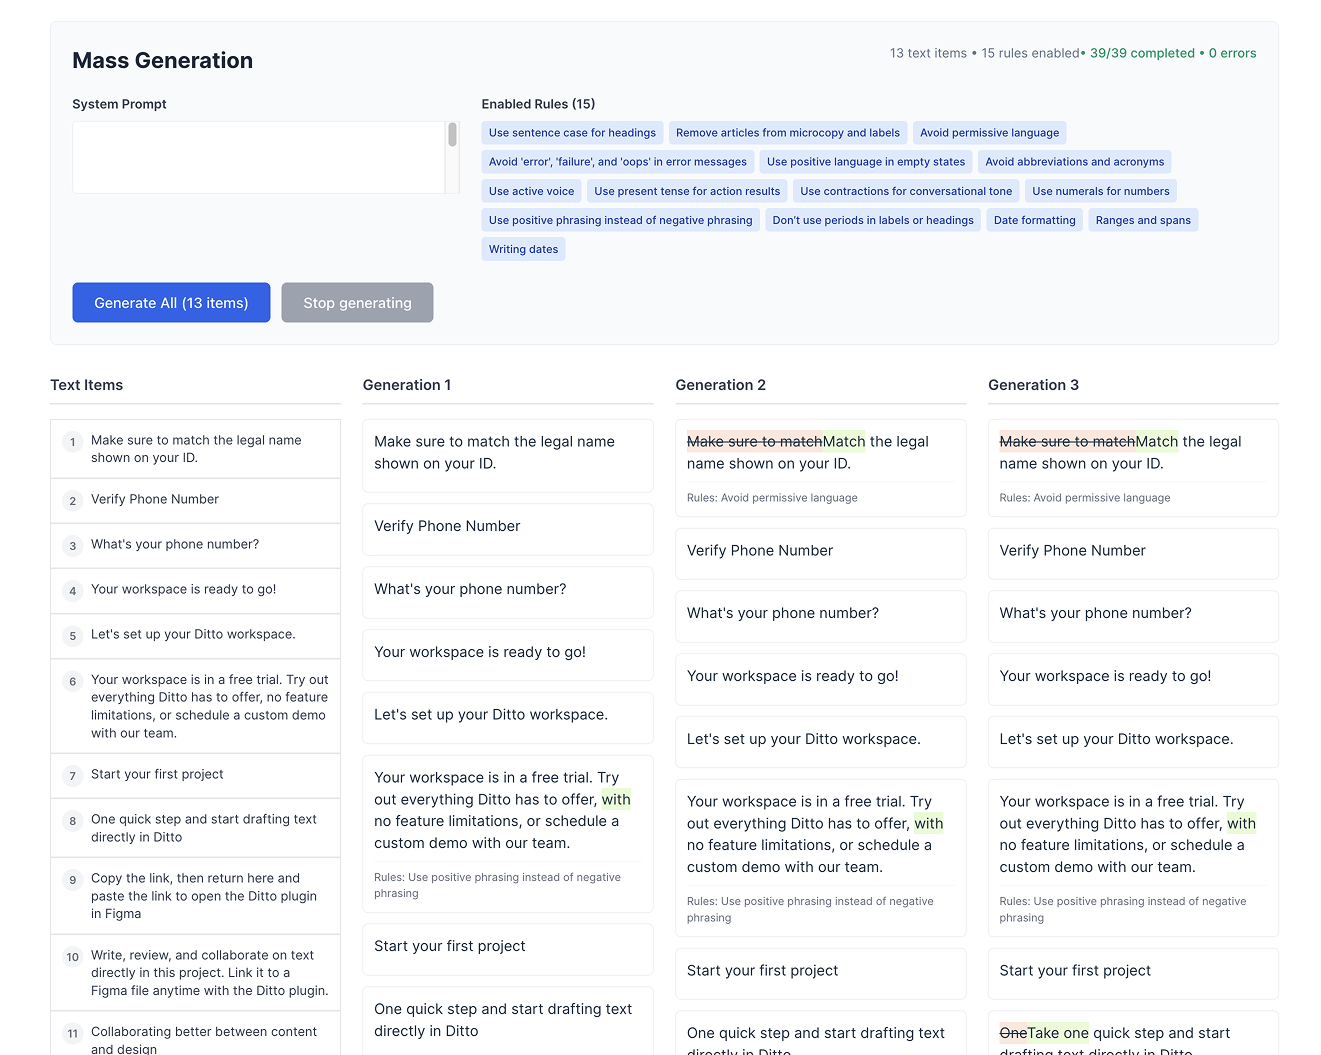 Mass Generation
13 text items • 15 rules enabled• 39/39 completed • 0 errors
System Prompt
Enabled Rules (15)
Use sentence case for headings
Remove articles from microcopy and labels
Avoid permissive language
Avoid 'error', 'failure', and 'oops' in error messages
Use positive language in empty states
Avoid abbreviations and acronyms
Use active voice
Use present tense for action results
Use contractions for conversational tone
Use numerals for numbers
Use positive phrasing instead of negative phrasing
Don't use periods in labels or headings
Date formatting
Ranges and spans
Writing dates
Generate All (13 items)
Stop generating
Text Items
1
Make sure to match the legal name
shown on your ID.
2
Verify Phone Number
3
What's your phone number?
4
Your workspace is ready to go!
5
Let's set up your Ditto workspace.
6
Your workspace is in a free trial. Try out
everything Ditto has to offer, no feature
limitations, or schedule a custom demo
with our team.
7
Start your first project
8
One quick step and start drafting text
directly in Ditto
9
Copy the link, then return here and
paste the link to open the Ditto plugin
in Figma
10
Write, review, and collaborate on text
directly in this project. Link it to a
Figma file anytime with the Ditto plugin.
11
Collaborating better between content
and design
Generation 1
Make sure to match the legal name
shown on your ID.
Verify Phone Number
What's your phone number?
Your workspace is ready to go!
Let's set up your Ditto workspace.
Your workspace is in a free trial. Try
out everything Ditto has to offer, with
no feature limitations, or schedule a
custom demo with our team.
Rules: Use positive phrasing instead of negative
phrasing
Start your first project
One quick step and start drafting text
directly in Ditto
Generation 2
Make sure to matchMatch the legal
name shown on your ID.
Rules: Avoid permissive language
Verify Phone Number
What's your phone number?
Your workspace is ready to go!
Let's set up your Ditto workspace.
Your workspace is in a free trial. Try
out everything Ditto has to offer, with
no feature limitations, or schedule a
custom demo with our team.
Rules: Use positive phrasing instead of negative
phrasing
Start your first project
One quick step and start drafting text
directly in Ditto
Generation 3
Make sure to matchMatch the legal
name shown on your ID.
Rules: Avoid permissive language
Verify Phone Number
What's your phone number?
Your workspace is ready to go!
Let's set up your Ditto workspace.
Your workspace is in a free trial. Try
out everything Ditto has to offer, with
no feature limitations, or schedule a
custom demo with our team.
Rules: Use positive phrasing instead of negative
phrasing
Start your first project
OneTake one quick step and start
drafting text directly in Ditto